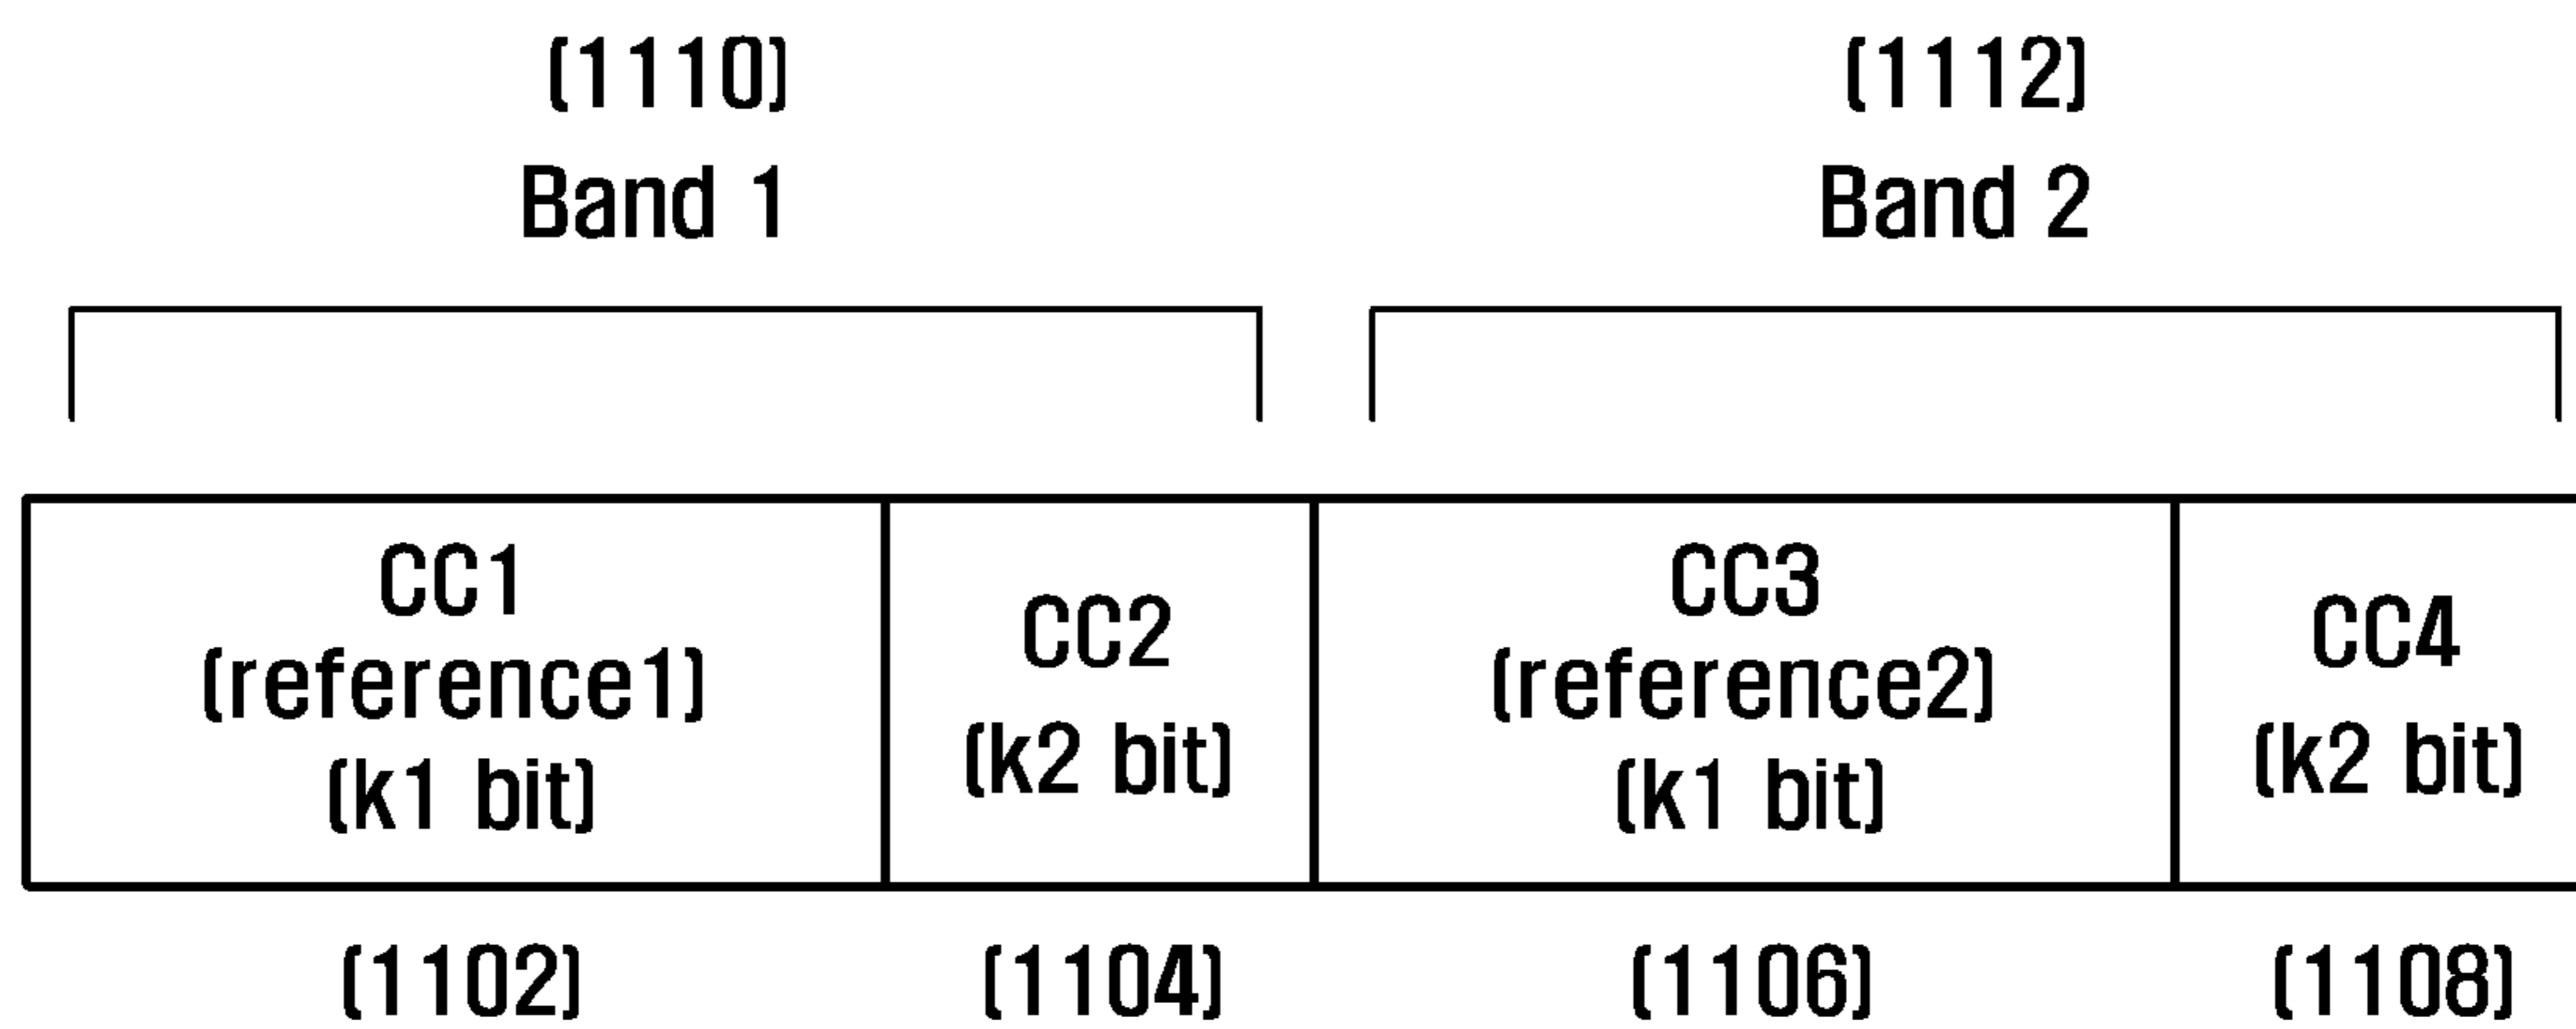 (1110)
Band 1
(1112)
Band 2
CC1
(reference1)
(k1 bit)
CC2
(k2 bit)
CC3
(reference2)
(k1 bit)
CC4
(k2 bit)
(1102)
(1104)
(1106)
(1108)